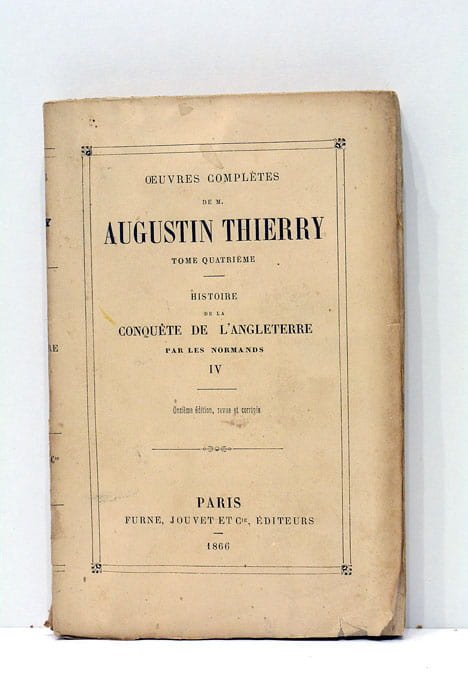 ŒUVRES COMPLÈTES
DE M.
AUGUSTIN THIERRY
TOME QUATRIÈME
HISTOIRE
DE LA
CONQUÊTE DE L'ANGLETERRE
PAR LES NORMANDS
IV
Onzième édition, revue et corrigée
PARIS
FURNE, JOUVET ET Cie, ÉDITEURS
1866